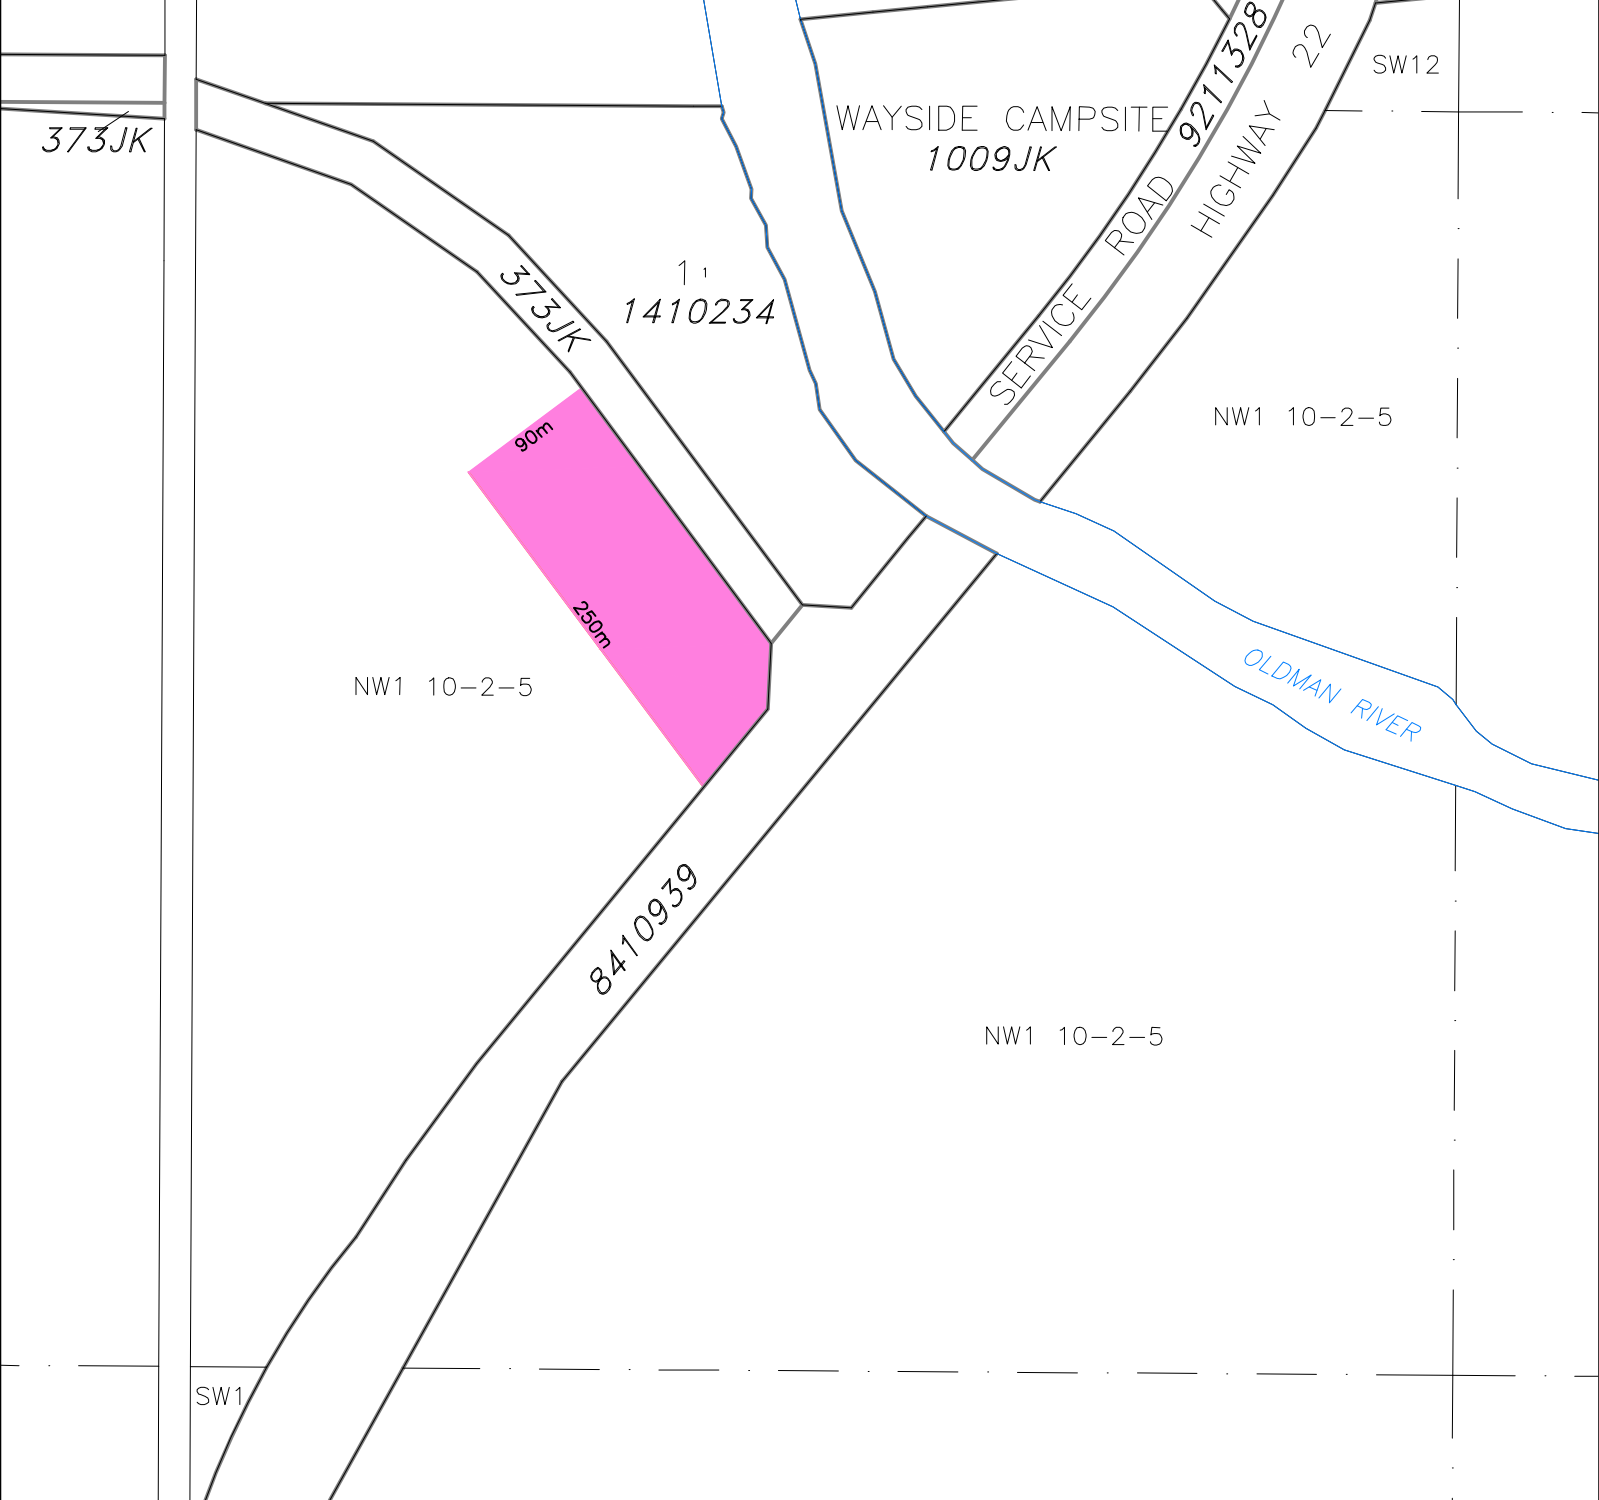 9211328
22
SW12
WAYSIDE CAMPSITE
1009JK
373JK
HIGHWAY
SERVICE ROAD
1 1
1410234
373JK
90m
NW1 10-2-5
250m
OLDMAN RIVER
NW1 10-2-5
8410939
NW1 10-2-5
SW1